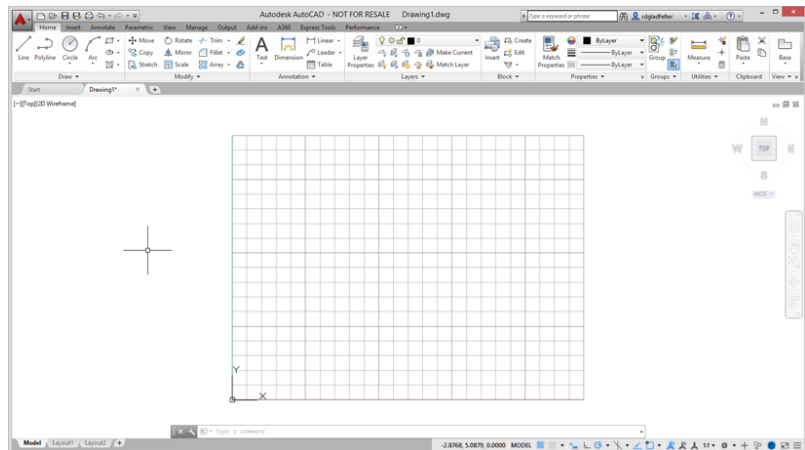 Autodesk AutoCAD - NOT FOR RESALE Drawing1.dwg
Type a keyword or phrase
rdgladfelter
Home Insert Annotate Parametric View Manage Output Add-ins A360 Express Tools Performance
Line Polyline Circle Arc
Move Rotate Trim
Copy Mirror Fillet
Stretch Scale Array
Text Dimension
Linear
Leader
Table
Layer Properties
0
Make Current
Match Layer
Insert
Create
Edit
Match Properties
ByLayer
ByLayer
ByLayer
Group
Measure
Paste
Base
Draw Modify Annotation Layers Block Properties Groups Utilities Clipboard View
Start Drawing1*
[−][Top][2D Wireframe]
N
W TOP E
S
WCS
Y
X
Type a command
Model Layout1 Layout2 +
-2.8768, 5.0879, 0.0000 MODEL
1:1